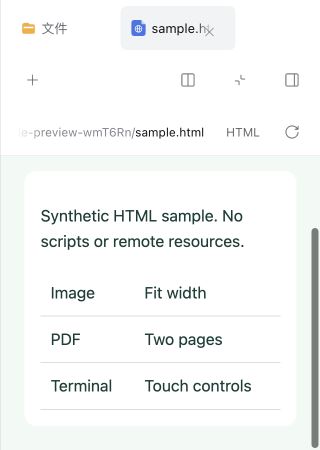 文件
sample.h
e-preview-wmT6Rn/sample.html HTML
Synthetic HTML sample. No
scripts or remote resources.
Image Fit width
PDF Two pages
Terminal Touch controls